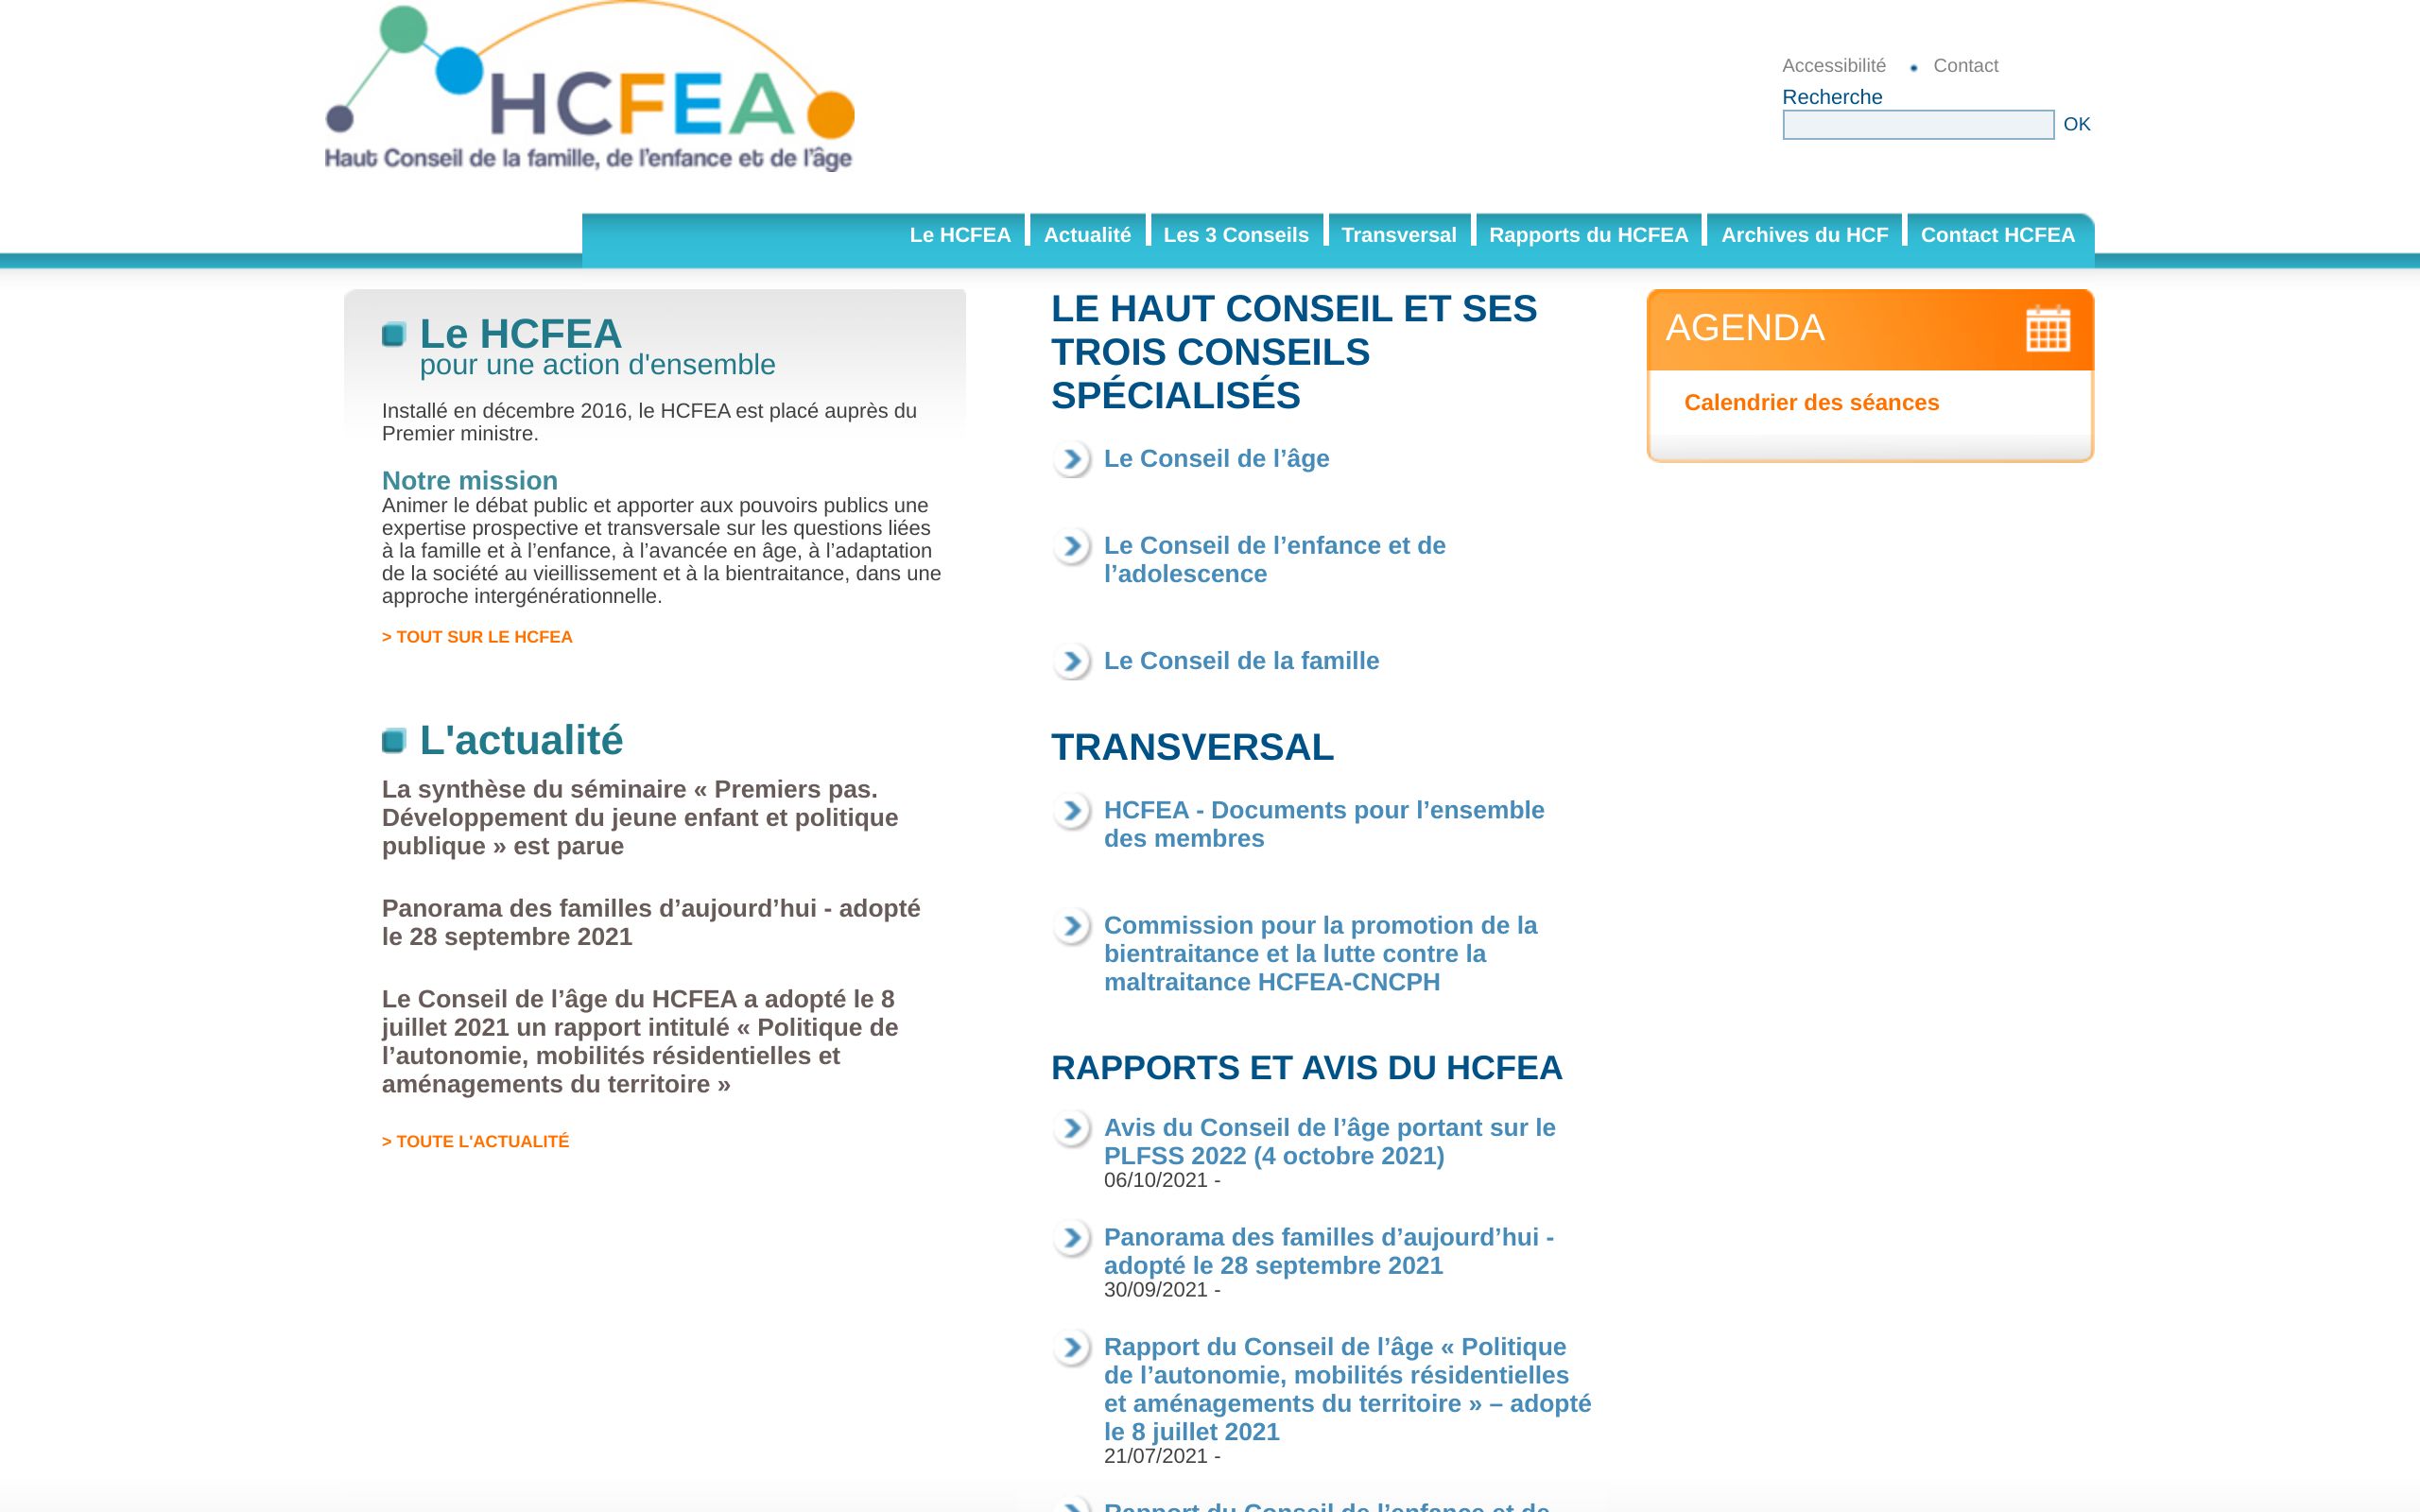 HCFEA
Haut Conseil de la famille, de l'enfance et de l'âge
Accessibilité
Contact
Recherche
OK
Le HCFEA
Actualité
Les 3 Conseils
Transversal
Rapports du HCFEA
Archives du HCF
Contact HCFEA
Le HCFEA
pour une action d'ensemble
Installé en décembre 2016, le HCFEA est placé auprès du
Premier ministre.
Notre mission
Animer le débat public et apporter aux pouvoirs publics une
expertise prospective et transversale sur les questions liées
à la famille et à l’enfance, à l’avancée en âge, à l’adaptation
de la société au vieillissement et à la bientraitance, dans une
approche intergénérationnelle.
> TOUT SUR LE HCFEA
L'actualité
La synthèse du séminaire « Premiers pas.
Développement du jeune enfant et politique
publique » est parue
Panorama des familles d’aujourd’hui - adopté
le 28 septembre 2021
Le Conseil de l’âge du HCFEA a adopté le 8
juillet 2021 un rapport intitulé « Politique de
l’autonomie, mobilités résidentielles et
aménagements du territoire »
> TOUTE L'ACTUALITÉ
LE HAUT CONSEIL ET SES
TROIS CONSEILS
SPÉCIALISÉS
Le Conseil de l’âge
Le Conseil de l’enfance et de
l’adolescence
Le Conseil de la famille
TRANSVERSAL
HCFEA - Documents pour l’ensemble
des membres
Commission pour la promotion de la
bientraitance et la lutte contre la
maltraitance HCFEA-CNCPH
RAPPORTS ET AVIS DU HCFEA
Avis du Conseil de l’âge portant sur le
PLFSS 2022 (4 octobre 2021)
06/10/2021 -
Panorama des familles d’aujourd’hui -
adopté le 28 septembre 2021
30/09/2021 -
Rapport du Conseil de l’âge « Politique
de l’autonomie, mobilités résidentielles
et aménagements du territoire » – adopté
le 8 juillet 2021
21/07/2021 -
Rapport du Conseil de l’enfance et de
AGENDA
Calendrier des séances